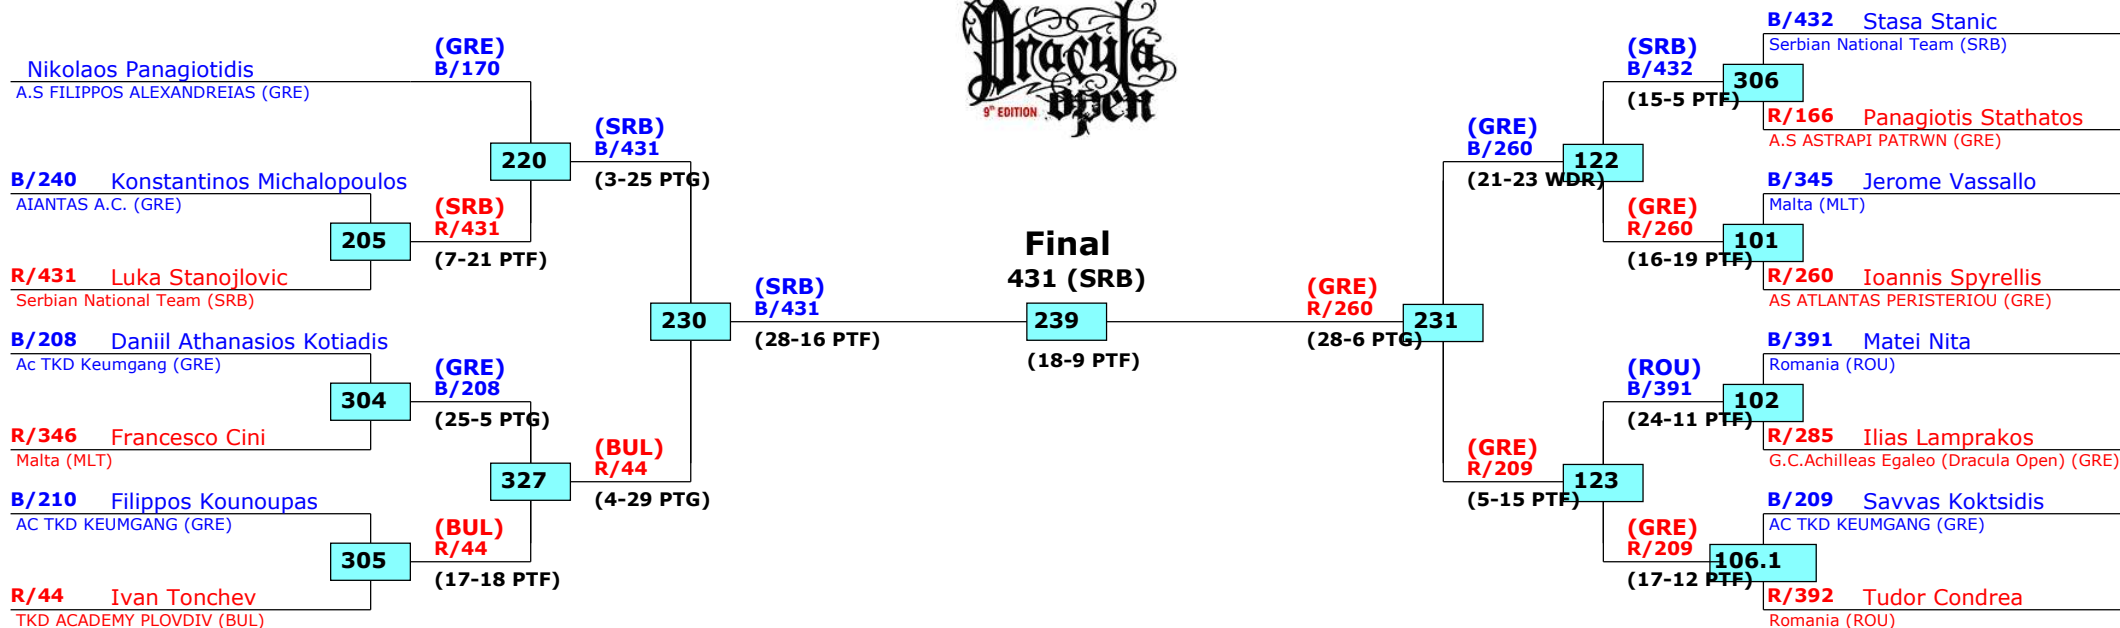 Dracula
open
9th EDITION
(GRE)
B/170
Nikolaos Panagiotidis
A.S FILIPPOS ALEXANDREIAS (GRE)
220
(SRB)
B/431
(3-25 PTG)
B/240 Konstantinos Michalopoulos
AIANTAS A.C. (GRE)
205
(SRB)
R/431
(7-21 PTF)
R/431 Luka Stanojlovic
Serbian National Team (SRB)
230
(SRB)
B/431
(28-16 PTF)
B/208 Daniil Athanasios Kotiadis
Ac TKD Keumgang (GRE)
304
(GRE)
B/208
(25-5 PTG)
R/346 Francesco Cini
Malta (MLT)
327
(BUL)
R/44
(4-29 PTG)
B/210 Filippos Kounoupas
AC TKD KEUMGANG (GRE)
305
(BUL)
R/44
(17-18 PTF)
R/44 Ivan Tonchev
TKD ACADEMY PLOVDIV (BUL)
Final
431 (SRB)
239
(18-9 PTF)
(GRE)
R/260
(28-6 PTG)
231
(GRE)
B/260
(21-23 WDR)
122
(SRB)
B/432
(15-5 PTF)
306
B/432 Stasa Stanic
Serbian National Team (SRB)
R/166 Panagiotis Stathatos
A.S ASTRAPI PATRWN (GRE)
(GRE)
R/260
(16-19 PTF)
101
B/345 Jerome Vassallo
Malta (MLT)
R/260 Ioannis Spyrellis
AS ATLANTAS PERISTERIOU (GRE)
(GRE)
R/209
(5-15 PTF)
123
(ROU)
B/391
(24-11 PTF)
102
B/391 Matei Nita
Romania (ROU)
R/285 Ilias Lamprakos
G.C.Achilleas Egaleo (Dracula Open) (GRE)
(GRE)
R/209
(17-12 PTF)
106.1
B/209 Savvas Koktsidis
AC TKD KEUMGANG (GRE)
R/392 Tudor Condrea
Romania (ROU)